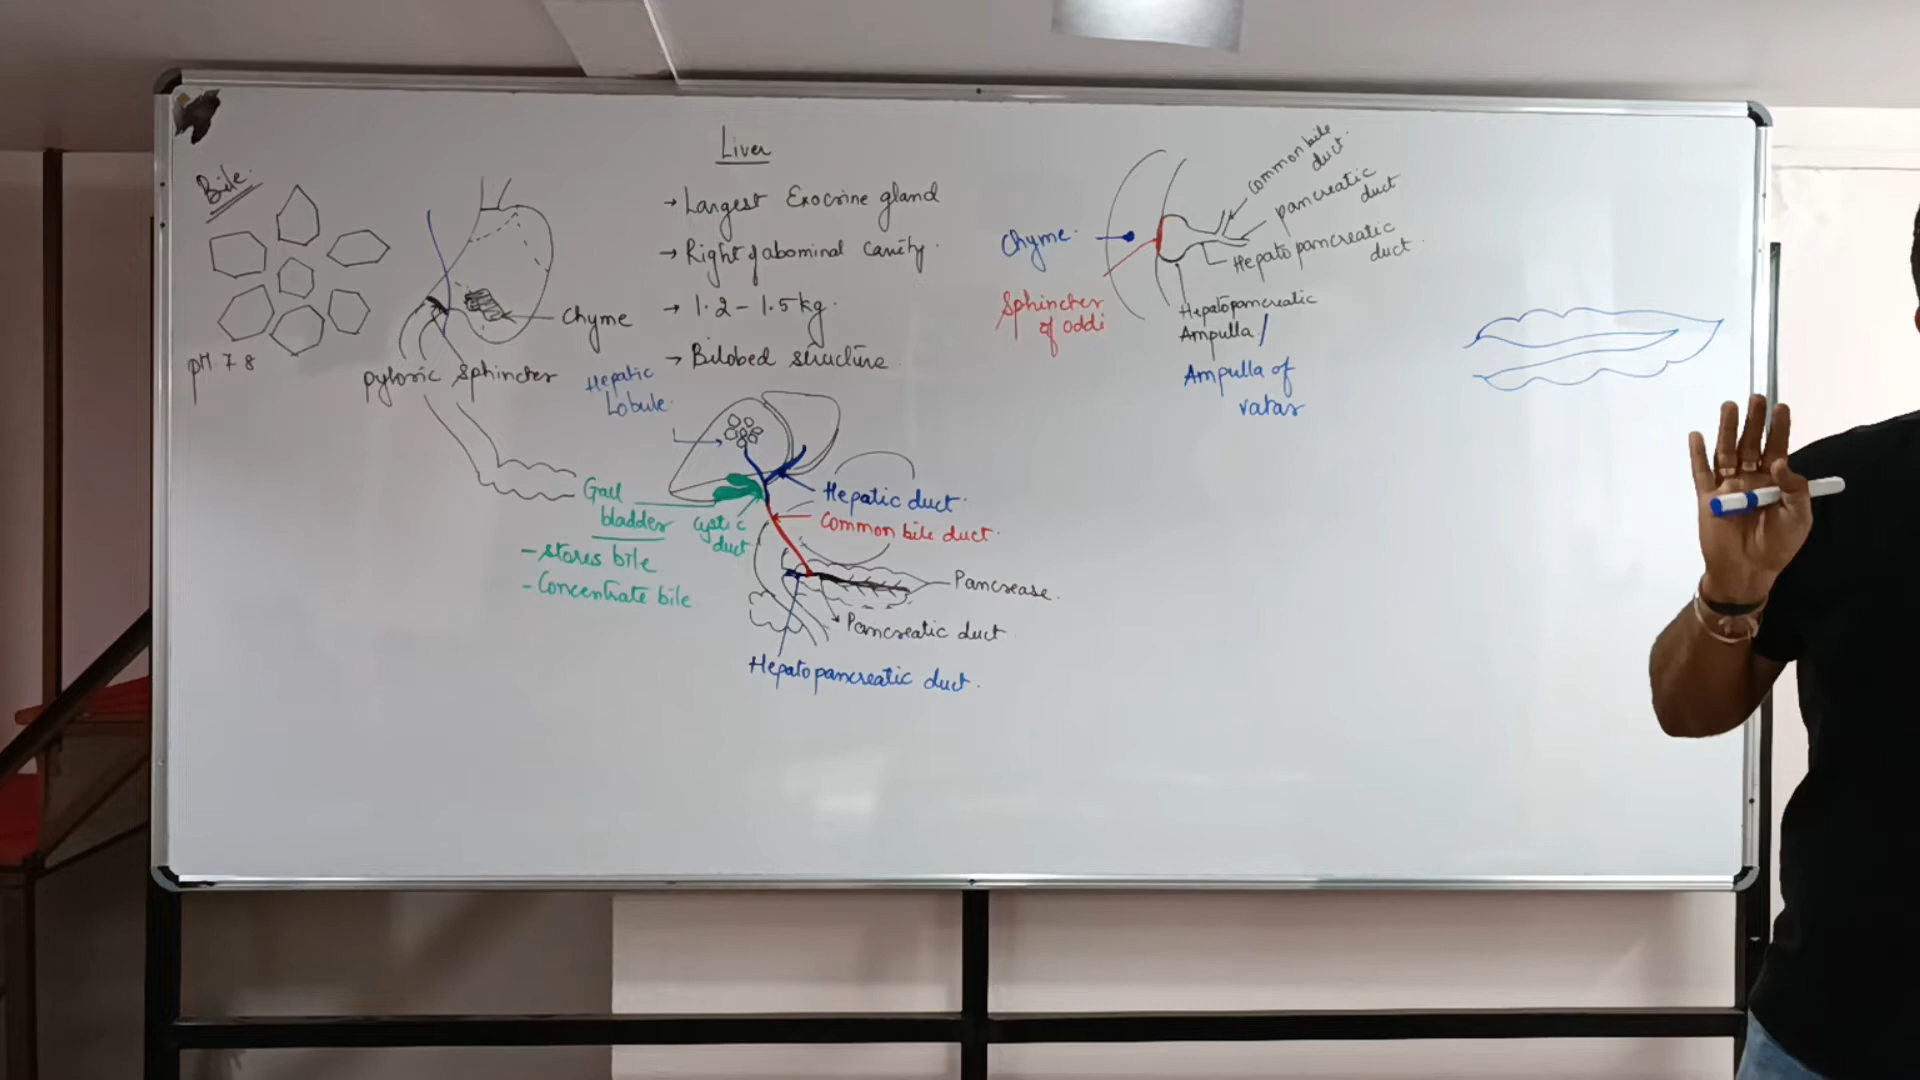 Liver
→ Largest Exocrine gland
→ Right of abominal cavity.
→ 1.2 - 1.5 kg.
→ Bilobed structure.
Bile.
pH 7 8
Chyme
pyloric sphincter
Hepatic
Lobule.
Gall
bladder
- stores bile
- Concentrate bile
Cystic
duct
Hepatic duct.
Common bile duct.
Pancrease.
Pancreatic duct.
Hepatopancreatic duct.
Chyme.
Sphincter
of oddi
common bile
duct.
pancreatic
duct
Hepato pancreatic
duct.
Hepatopancreatic
Ampulla /
Ampulla of
vatar